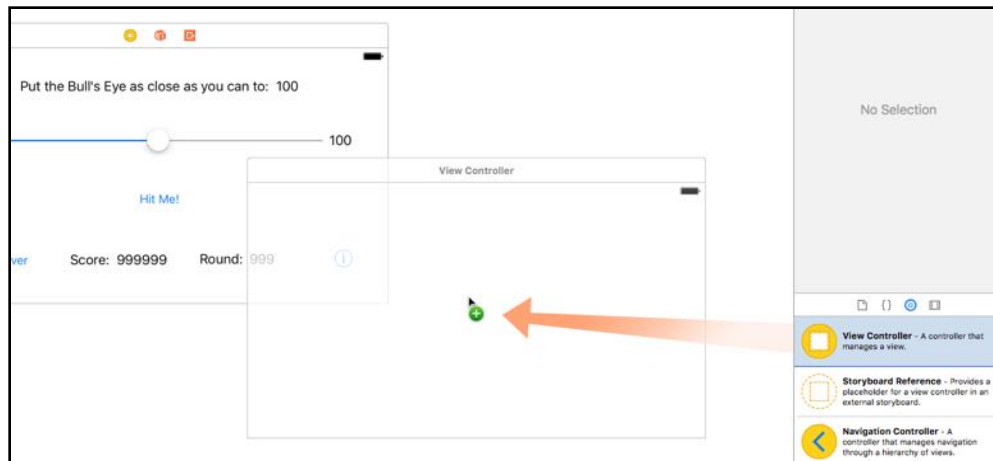 Put the Bull's Eye as close as you can to: 100
100
View Controller
Hit Me!
ver
Score: 999999
Round: 999
No Selection
View Controller - A controller that
manages a view.
Storyboard Reference - Provides a
placeholder for a view controller in an
external storyboard.
Navigation Controller - A
controller that manages navigation
through a hierarchy of views.